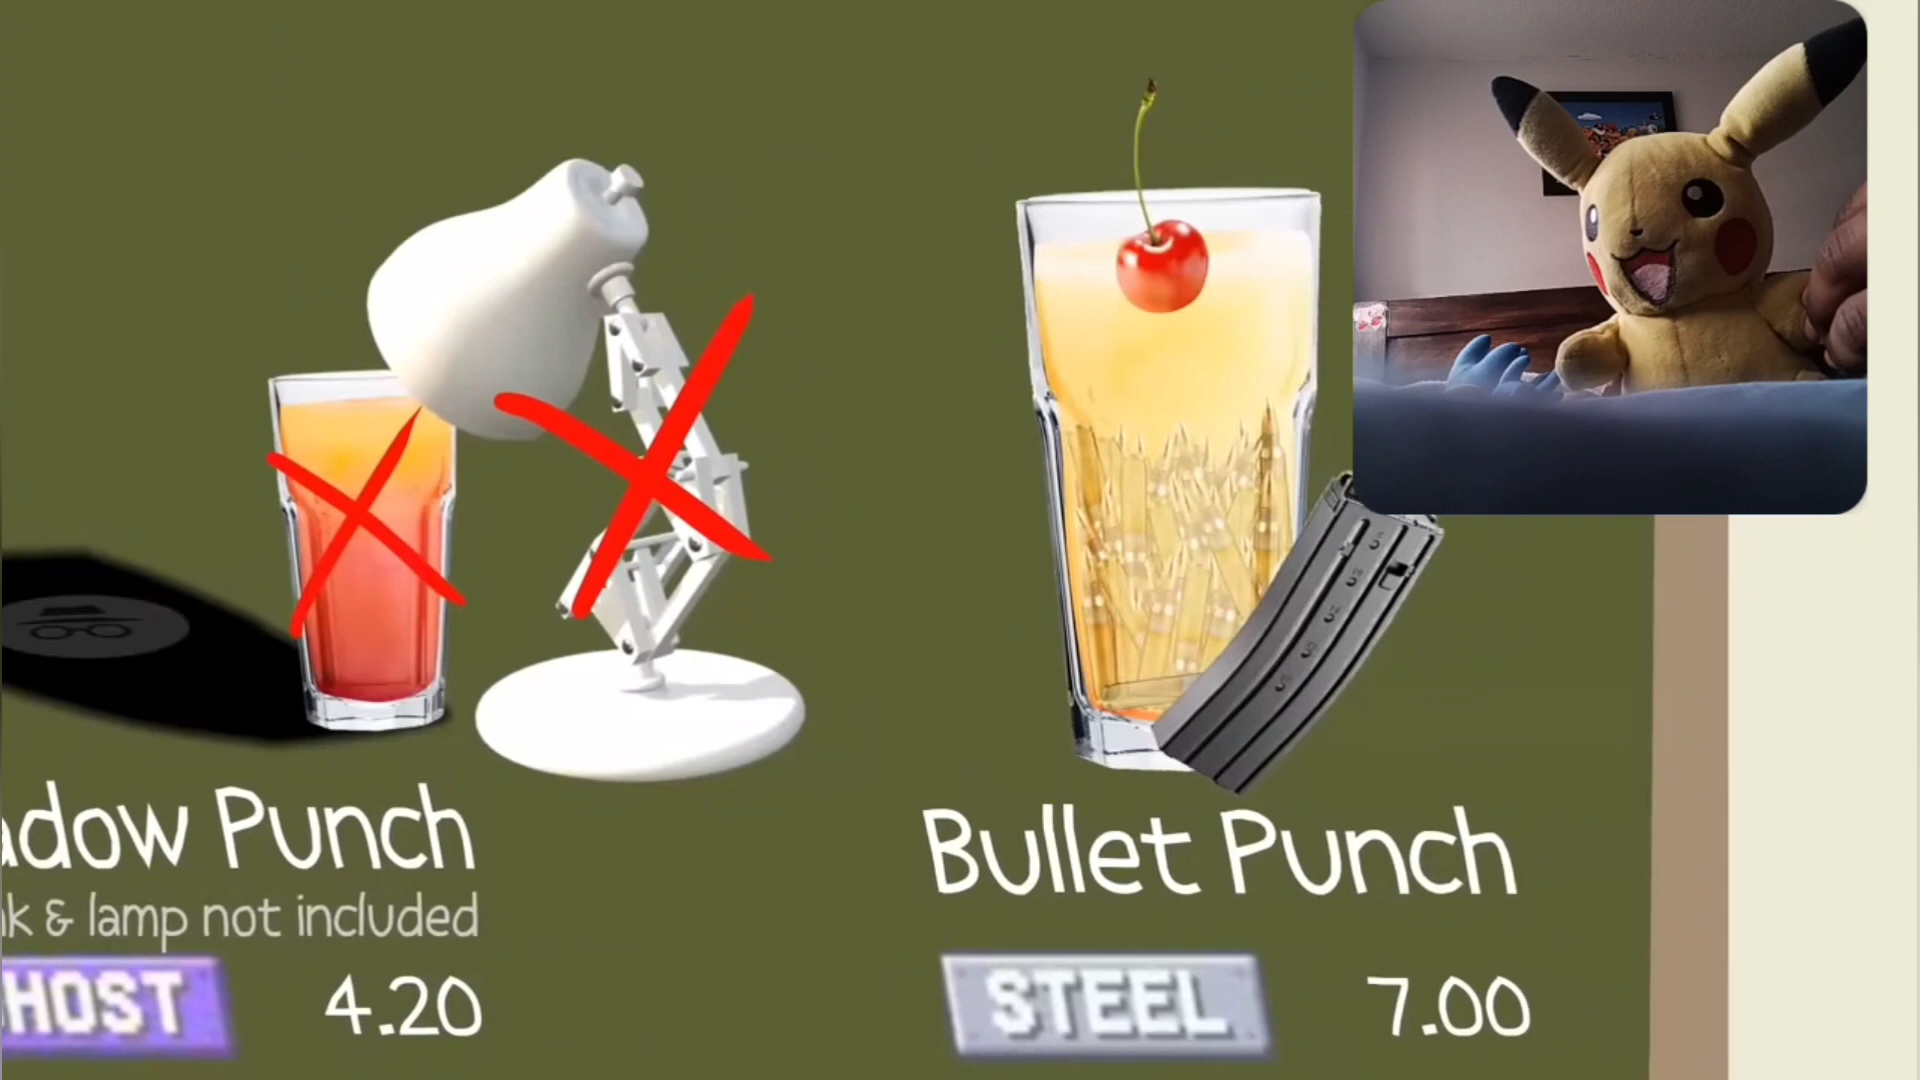 adow Punch
k & lamp not included
HOST 4.20
Bullet Punch
STEEL 7.00